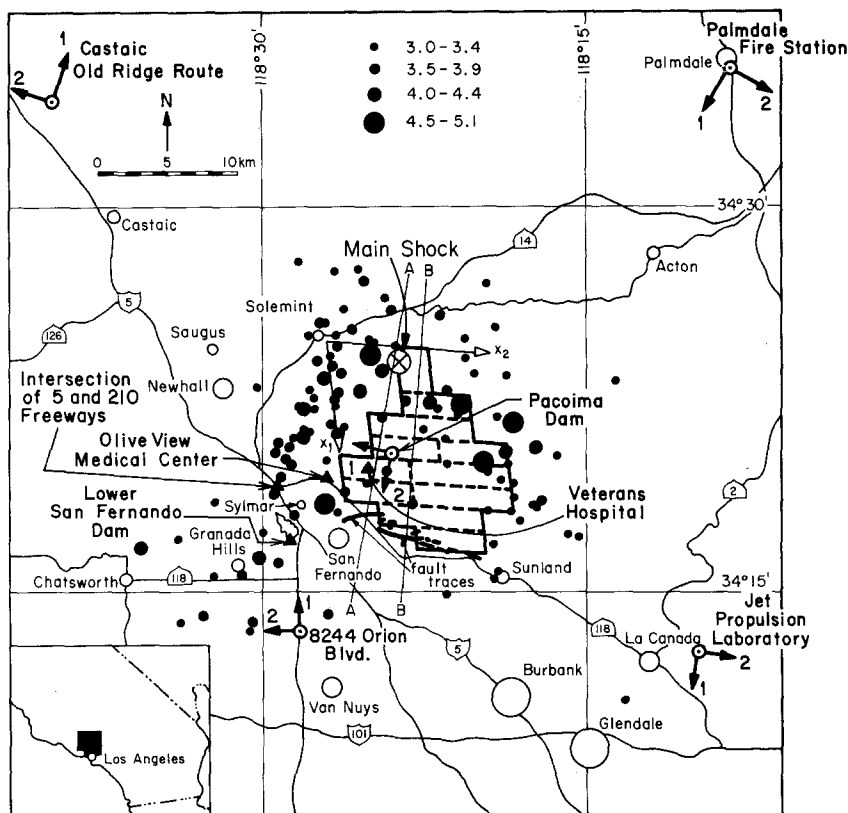 118°30'
118°15'
1
Castaic
Old Ridge Route
2
N
0 5 10 km
3.0 - 3.4
3.5 - 3.9
4.0 - 4.4
4.5 - 5.1
Palmdale
Fire Station
Palmdale
1
2
34°30'
Castaic
14
Acton
Main Shock
A
B
5
Solemint
126
Saugus
x2
Newhall
Intersection
of 5 and 210
Freeways
Pacoima
Dam
x1
Olive View
Medical Center
1
2
2
Lower
San Fernando
Dam
Sylmar
Veterans
Hospital
Granada
Hills
San
Fernando
fault
traces
Sunland
Chatsworth
118
34°15'
A
B
1
2
8244 Orion
Blvd.
Jet
Propulsion
Laboratory
118
La Canada
2
1
5
Burbank
Van Nuys
101
Glendale
Los Angeles